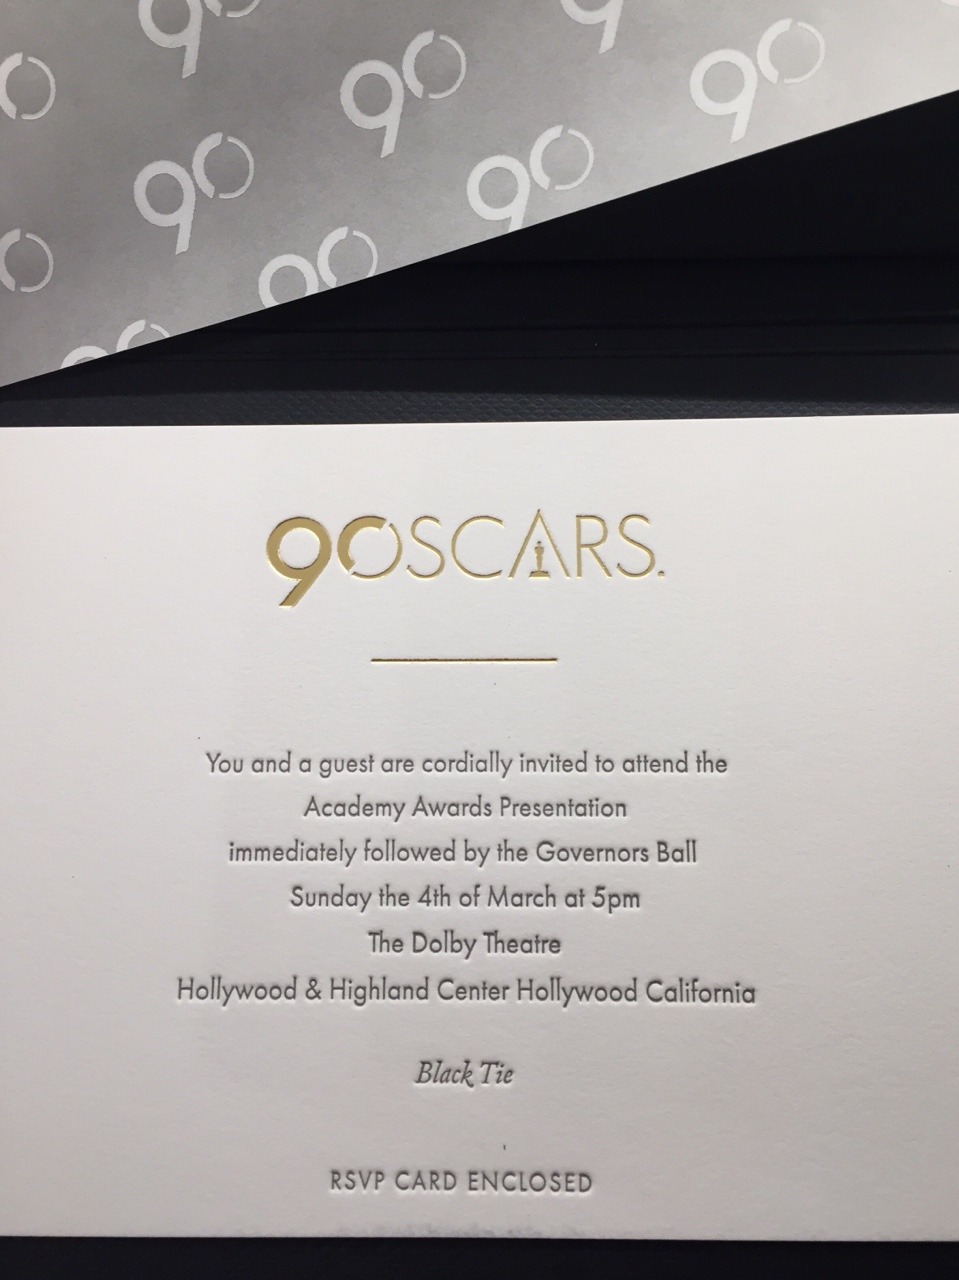 90
90
90
90
90
90
90SCARS.
You and a guest are cordially invited to attend the
Academy Awards Presentation
immediately followed by the Governors Ball
Sunday the 4th of March at 5pm
The Dolby Theatre
Hollywood & Highland Center Hollywood California
Black Tie
RSVP CARD ENCLOSED